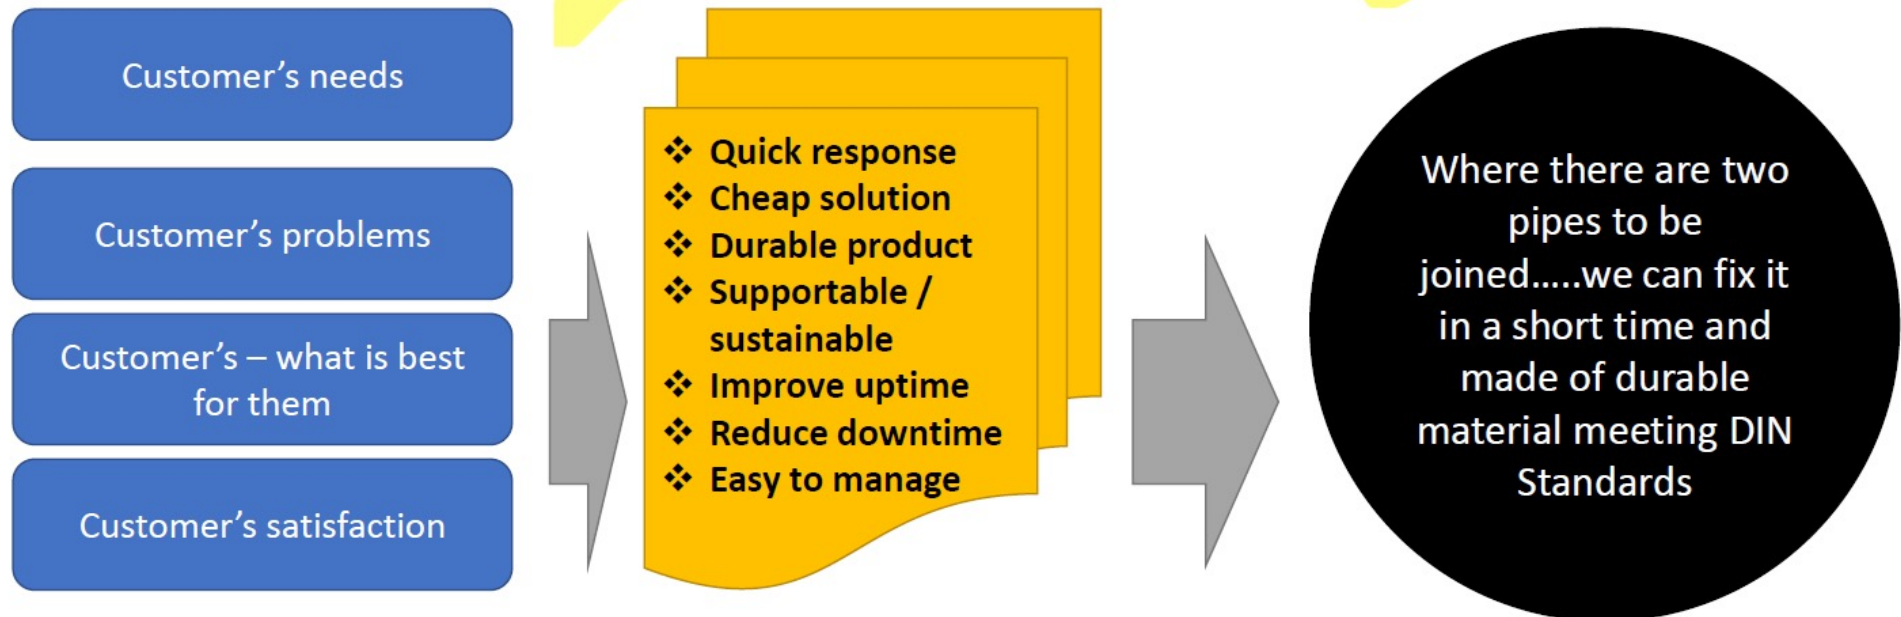 Customer’s needs
Customer’s problems
Customer’s – what is best
for them
Customer’s satisfaction
❖ Quick response
❖ Cheap solution
❖ Durable product
❖ Supportable /
sustainable
❖ Improve uptime
❖ Reduce downtime
❖ Easy to manage
Where there are two
pipes to be
joined.....we can fix it
in a short time and
made of durable
material meeting DIN
Standards